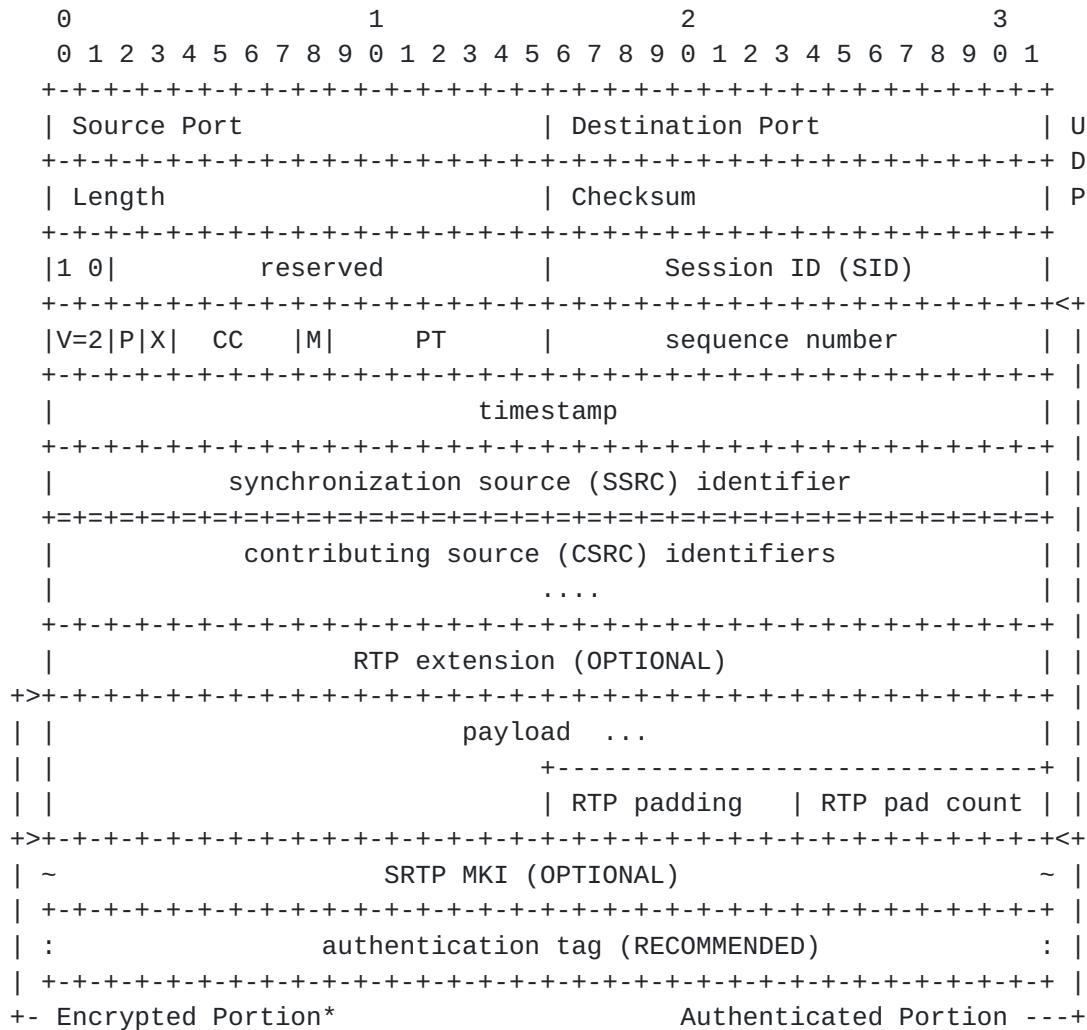 0                   1                   2                   3
    0 1 2 3 4 5 6 7 8 9 0 1 2 3 4 5 6 7 8 9 0 1 2 3 4 5 6 7 8 9 0 1
   +-+-+-+-+-+-+-+-+-+-+-+-+-+-+-+-+-+-+-+-+-+-+-+-+-+-+-+-+-+-+-+-+
   | Source Port                   | Destination Port              | U
   +-+-+-+-+-+-+-+-+-+-+-+-+-+-+-+-+-+-+-+-+-+-+-+-+-+-+-+-+-+-+-+-+ D
   | Length                        | Checksum                      | P
   +-+-+-+-+-+-+-+-+-+-+-+-+-+-+-+-+-+-+-+-+-+-+-+-+-+-+-+-+-+-+-+-+
   |1 0|         reserved          |       Session ID (SID)        |
   +-+-+-+-+-+-+-+-+-+-+-+-+-+-+-+-+-+-+-+-+-+-+-+-+-+-+-+-+-+-+-+-+<+
   |V=2|P|X|  CC   |M|     PT      |       sequence number         | |
   +-+-+-+-+-+-+-+-+-+-+-+-+-+-+-+-+-+-+-+-+-+-+-+-+-+-+-+-+-+-+-+-+ |
   |                           timestamp                           | |
   +-+-+-+-+-+-+-+-+-+-+-+-+-+-+-+-+-+-+-+-+-+-+-+-+-+-+-+-+-+-+-+-+ |
   |           synchronization source (SSRC) identifier            | |
   +=+=+=+=+=+=+=+=+=+=+=+=+=+=+=+=+=+=+=+=+=+=+=+=+=+=+=+=+=+=+=+=+ |
   |            contributing source (CSRC) identifiers             | |
   |                               ....                            | |
   +-+-+-+-+-+-+-+-+-+-+-+-+-+-+-+-+-+-+-+-+-+-+-+-+-+-+-+-+-+-+-+-+ |
   |                   RTP extension (OPTIONAL)                    | |
 +>+-+-+-+-+-+-+-+-+-+-+-+-+-+-+-+-+-+-+-+-+-+-+-+-+-+-+-+-+-+-+-+-+ |
 | |                          payload  ...                         | |
 | |                               +-------------------------------+ |
 | |                               | RTP padding   | RTP pad count | |
 +>+-+-+-+-+-+-+-+-+-+-+-+-+-+-+-+-+-+-+-+-+-+-+-+-+-+-+-+-+-+-+-+-+<+
 | ~                     SRTP MKI (OPTIONAL)                       ~ |
 | +-+-+-+-+-+-+-+-+-+-+-+-+-+-+-+-+-+-+-+-+-+-+-+-+-+-+-+-+-+-+-+-+ |
 | :                 authentication tag (RECOMMENDED)              : |
 | +-+-+-+-+-+-+-+-+-+-+-+-+-+-+-+-+-+-+-+-+-+-+-+-+-+-+-+-+-+-+-+-+ |
 +- Encrypted Portion*                      Authenticated Portion ---+